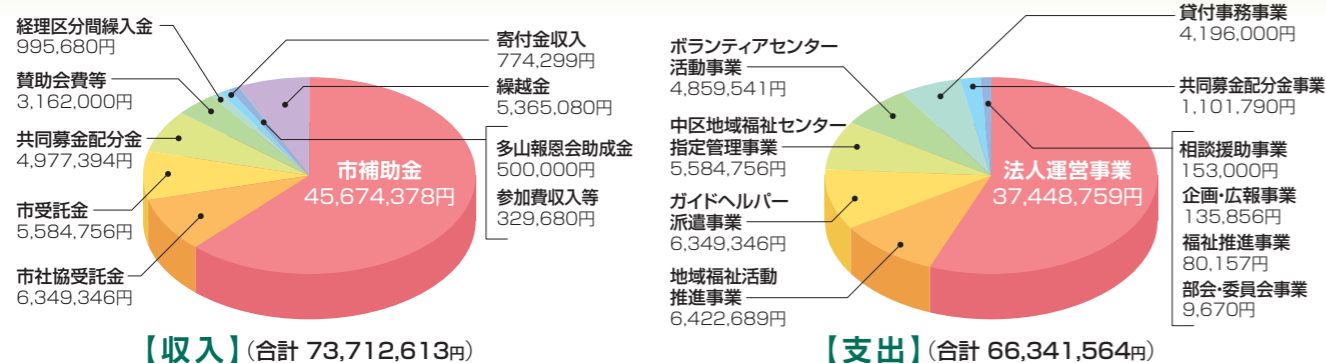 経理区分間繰入金
995,680円
賛助会費等
3,162,000円
共同募金配分金
4,977,394円
市受託金
5,584,756円
市社協受託金
6,349,346円
市補助金
45,674,378円
寄付金収入
774,299円
繰越金
5,365,080円
多山報恩会助成金
500,000円
参加費収入等
329,680円
【収入】(合計 73,712,613円)
ボランティアセンター
活動事業
4,859,541円
中区地域福祉センター
指定管理事業
5,584,756円
ガイドヘルパー
派遣事業
6,349,346円
地域福祉活動
推進事業
6,422,689円
法人運営事業
37,448,759円
貸付事務事業
4,196,000円
共同募金配分金事業
1,101,790円
相談援助事業
153,000円
企画・広報事業
135,856円
福祉推進事業
80,157円
部会・委員会事業
9,670円
【支出】(合計 66,341,564円)